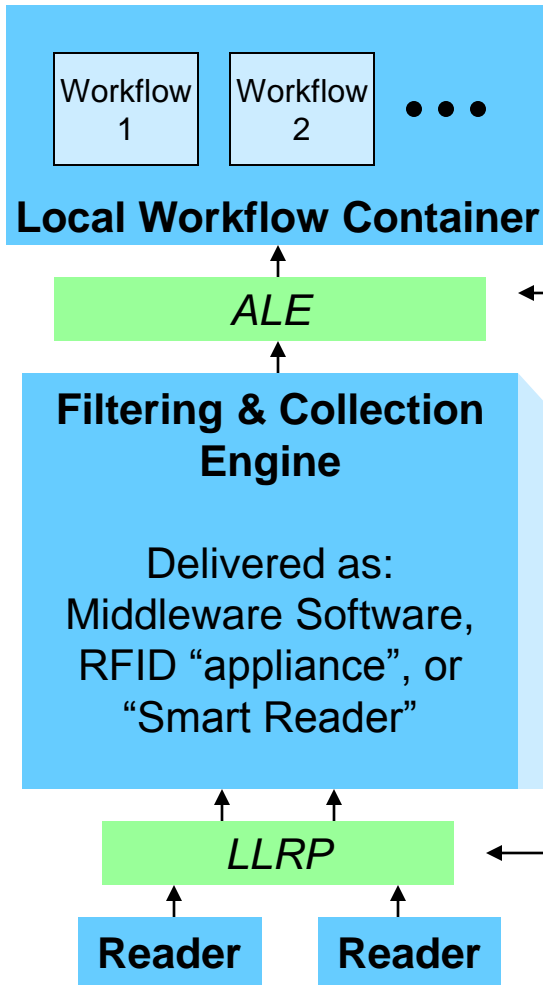 Workflow
1
Workflow
2
• • •
Local Workflow Container
ALE
Filtering & Collection
Engine
Delivered as:
Middleware Software,
RFID “appliance”, or
“Smart Reader”
LLRP
Reader
Reader